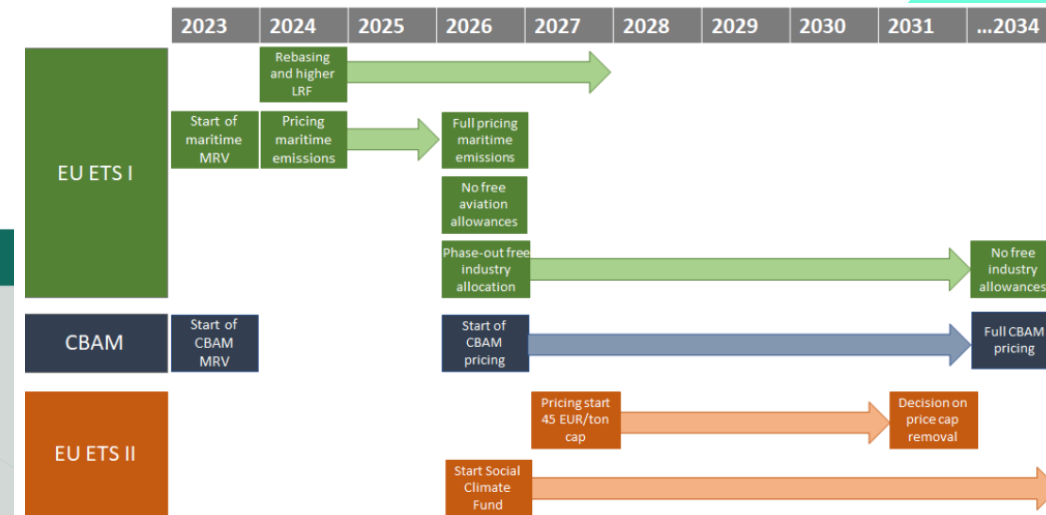 2023 2024 2025 2026 2027 2028 2029 2030 2031 ...2034
EU ETS I
Rebasing
and higher
LRF
Start of
maritime
MRV
Pricing
maritime
emissions
Full pricing
maritime
emissions
No free
aviation
allowances
Phase-out free
industry
allocation
No free
industry
allowances
CBAM
Start of
CBAM
MRV
Start of
CBAM
pricing
Full CBAM
pricing
EU ETS II
Pricing start
45 EUR/ton
cap
Decision on
price cap
removal
Start Social
Climate
Fund